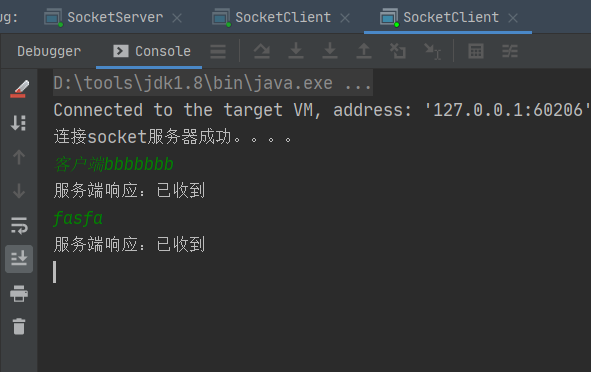 ug: SocketServer SocketClient SocketClient
Debugger Console
D:\tools\jdk1.8\bin\java.exe ...
Connected to the target VM, address: '127.0.0.1:60206'
连接socket服务器成功。。。。
客户端bbbbbbb
服务端响应：已收到
fasfa
服务端响应：已收到